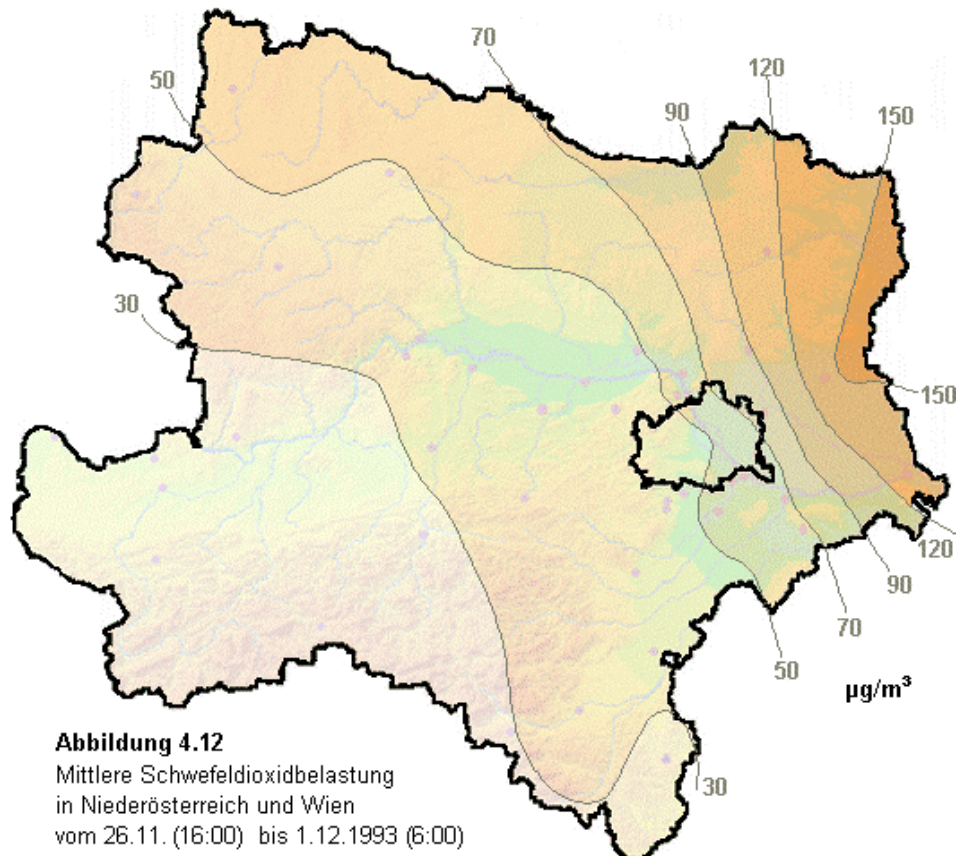 70
120
50
90
150
30
150
120
90
70
50
µg/m³
30
Abbildung 4.12
Mittlere Schwefeldioxidbelastung
in Niederösterreich und Wien
vom 26.11. (16:00) bis 1.12.1993 (6:00)